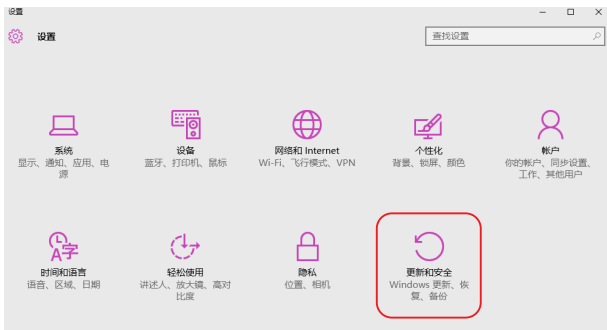 设置
设置
查找设置
系统
显示、通知、应用、电
源
设备
蓝牙、打印机、鼠标
网络和 Internet
Wi-Fi、飞行模式、VPN
个性化
背景、锁屏、颜色
帐户
你的帐户、同步设置、
工作、其他用户
A字
时间和语言
语音、区域、日期
轻松使用
讲述人、放大镜、高对
比度
隐私
位置、相机
更新和安全
Windows 更新、恢
复、备份